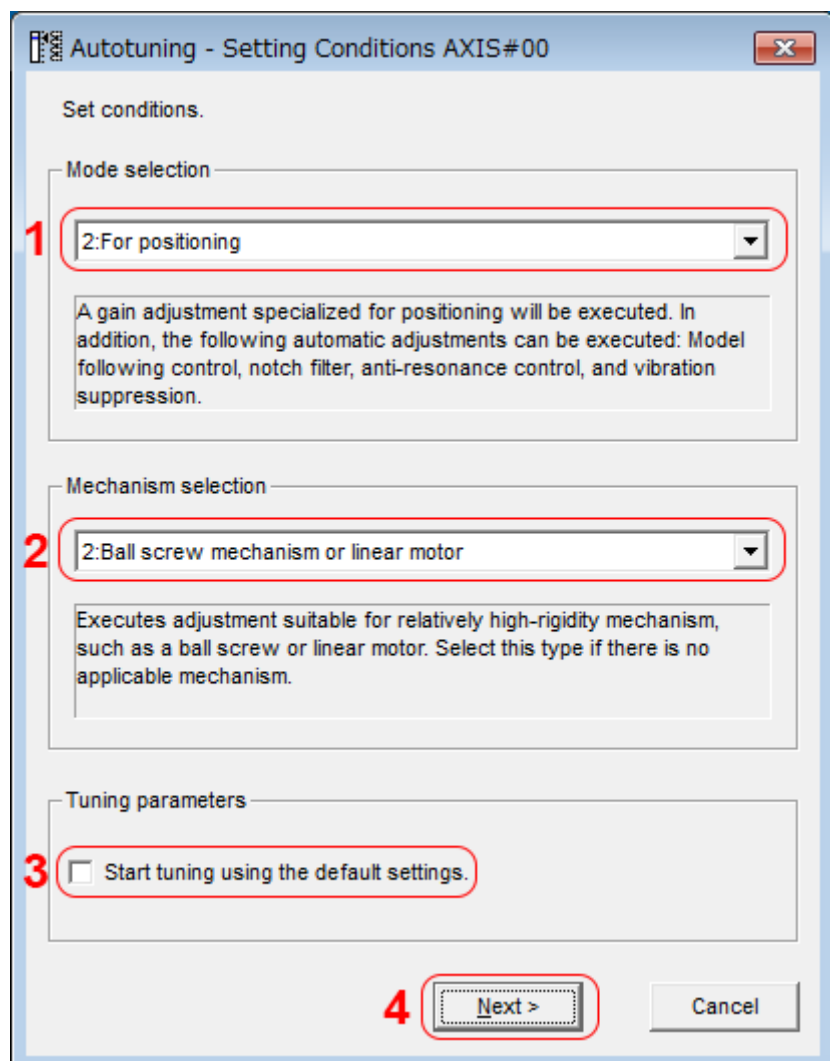 Autotuning - Setting Conditions AXIS#00
Set conditions.
Mode selection
1
2:For positioning
A gain adjustment specialized for positioning will be executed. In
addition, the following automatic adjustments can be executed: Model
following control, notch filter, anti-resonance control, and vibration
suppression.
Mechanism selection
2
2:Ball screw mechanism or linear motor
Executes adjustment suitable for relatively high-rigidity mechanism,
such as a ball screw or linear motor. Select this type if there is no
applicable mechanism.
Tuning parameters
3
Start tuning using the default settings.
4
Next >
Cancel